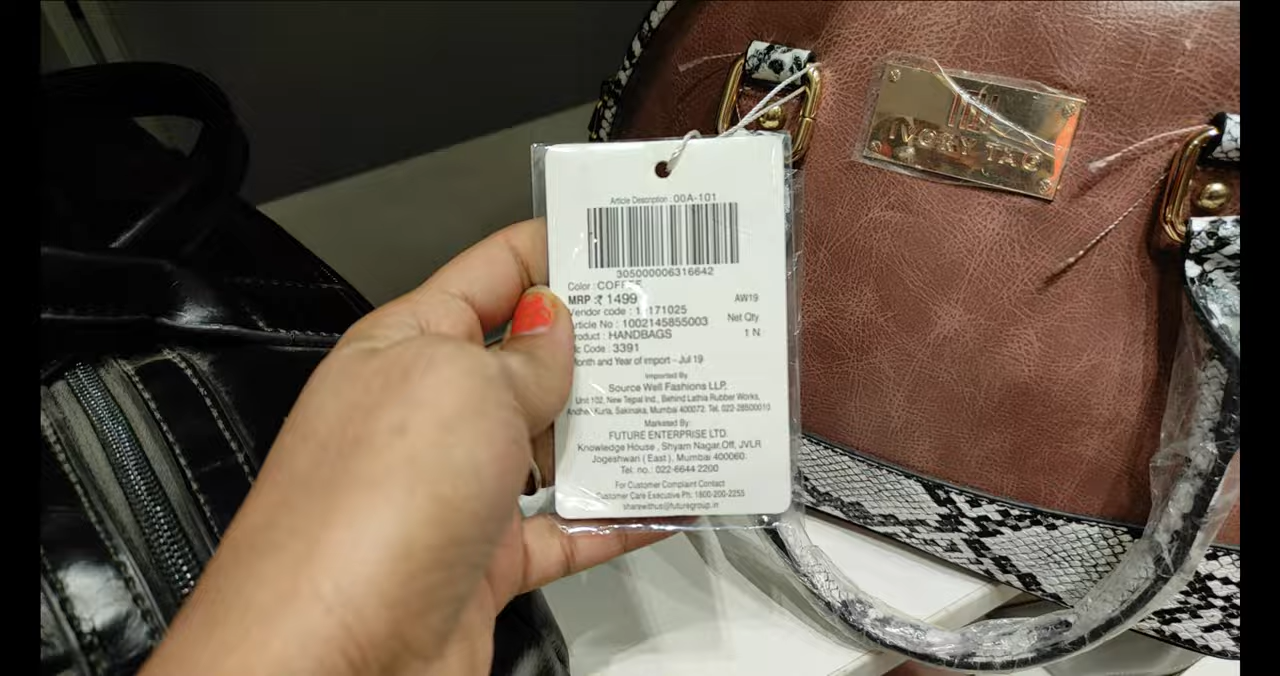 IVORY TAG
Article Description : 00A-101
305000006316642
Color : COFFEE
MRP : ₹ 1499
AW19
Vendor code : 171025
Article No : 1002145855003
Net Qty
Product : HANDBAGS
1 N
Code : 3391
Month and Year of import - Jul 19
Imported By
Source Well Fashions LLP.
Unit 102, New Tejpal Ind., Behind Lathia Rubber Works,
Andheri Kurla, Sakinaka, Mumbai 400072. Tel. 022-28500010
Marketed By:
FUTURE ENTERPRISE LTD.
Knowledge House , Shyam Nagar,Off, JVLR
Jogeshwari ( East ), Mumbai 400060.
Tel: no.: 022-6644 2200
For Customer Complaint Contact
Customer Care Executive Ph: 1800-200-2255
sharewithus@futuregroup.in